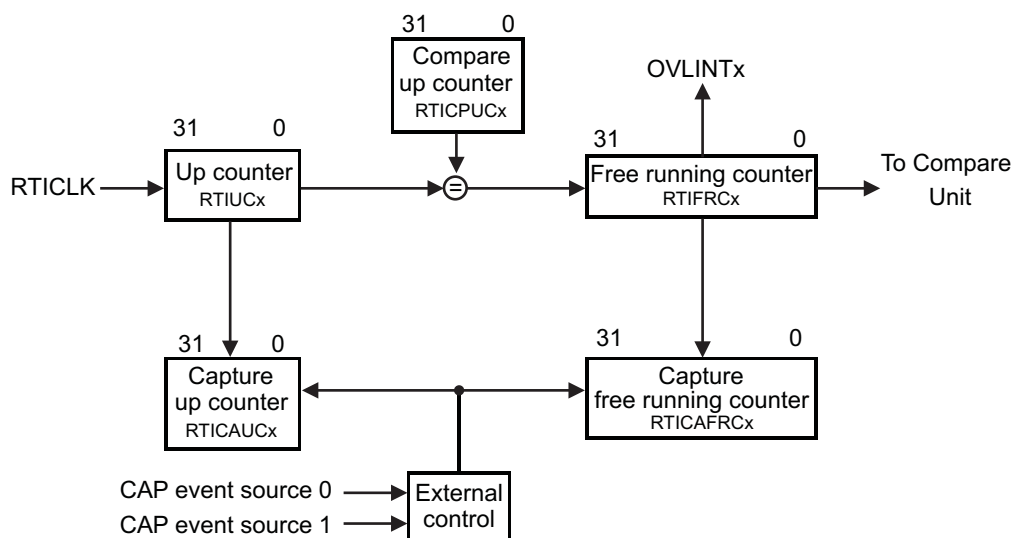 31 0
Compare
up counter
RTICPUCx
OVLINTx
31 0
Up counter
RTIUCx
RTICLK
=
31 0
Free running counter
RTIFRCx
To Compare
Unit
31 0
Capture
up counter
RTICAUCx
31 0
Capture
free running counter
RTICAFRCx
CAP event source 0
CAP event source 1
External
control